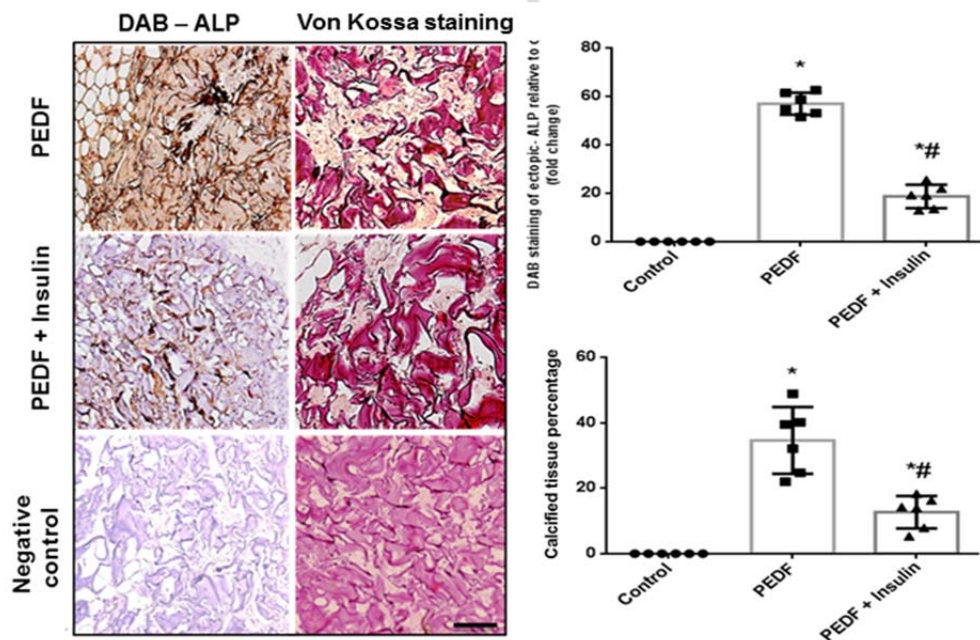 DAB – ALP
Von Kossa staining
PEDF
PEDF + Insulin
Negative
control
DAB staining of ectopic- ALP relative to c
(fold change)
80
60
40
20
0
*
*#
Control
PEDF
PEDF + Insulin
Calcified tissue percentage
60
40
20
0
*
*#
Control
PEDF
PEDF + Insulin